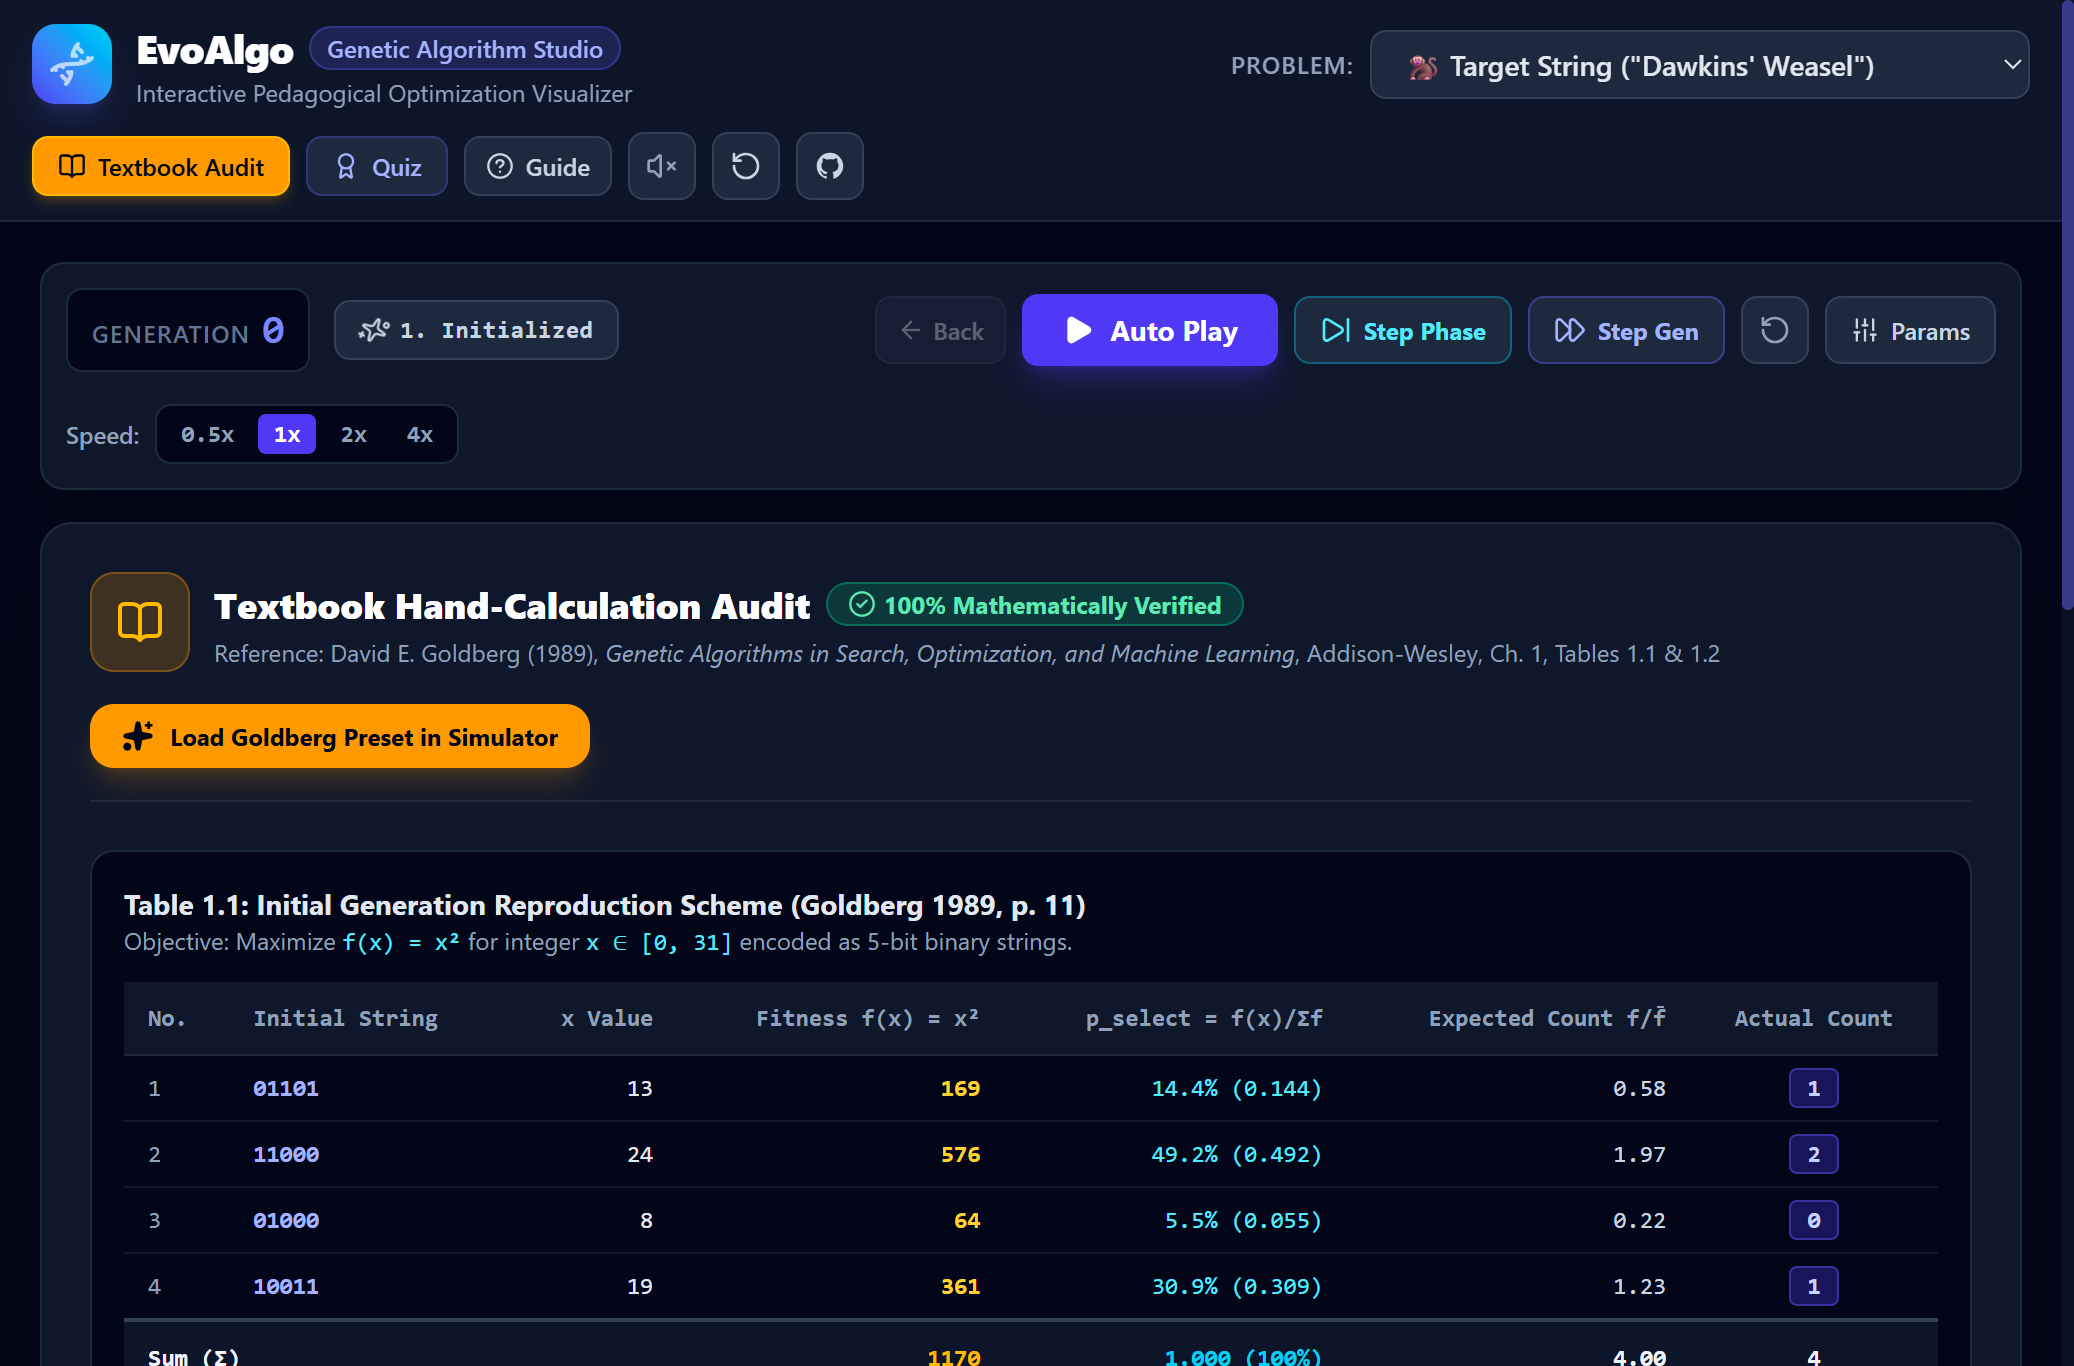 EvoAlgo Genetic Algorithm Studio
Interactive Pedagogical Optimization Visualizer
PROBLEM: Target String ("Dawkins' Weasel")
Textbook Audit Quiz Guide
GENERATION 0 1. Initialized Back Auto Play Step Phase Step Gen Params
Speed: 0.5x 1x 2x 4x
Textbook Hand-Calculation Audit 100% Mathematically Verified
Reference: David E. Goldberg (1989), Genetic Algorithms in Search, Optimization, and Machine Learning, Addison-Wesley, Ch. 1, Tables 1.1 & 1.2
Load Goldberg Preset in Simulator
Table 1.1: Initial Generation Reproduction Scheme (Goldberg 1989, p. 11)
Objective: Maximize f(x) = x² for integer x ∈ [0, 31] encoded as 5-bit binary strings.
No. Initial String x Value Fitness f(x) = x² p_select = f(x)/Σf Expected Count f/f̄ Actual Count
1 01101 13 169 14.4% (0.144) 0.58 1
2 11000 24 576 49.2% (0.492) 1.97 2
3 01000 8 64 5.5% (0.055) 0.22 0
4 10011 19 361 30.9% (0.309) 1.23 1
Sum (Σ) 1170 1.000 (100%) 4.00 4